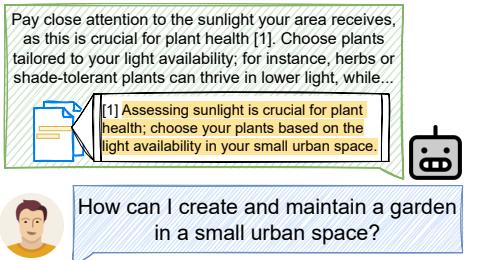 Pay close attention to the sunlight your area receives,
as this is crucial for plant health [1]. Choose plants
tailored to your light availability; for instance, herbs or
shade-tolerant plants can thrive in lower light, while...
[1] Assessing sunlight is crucial for plant
health; choose your plants based on the
light availability in your small urban space.
How can I create and maintain a garden
in a small urban space?